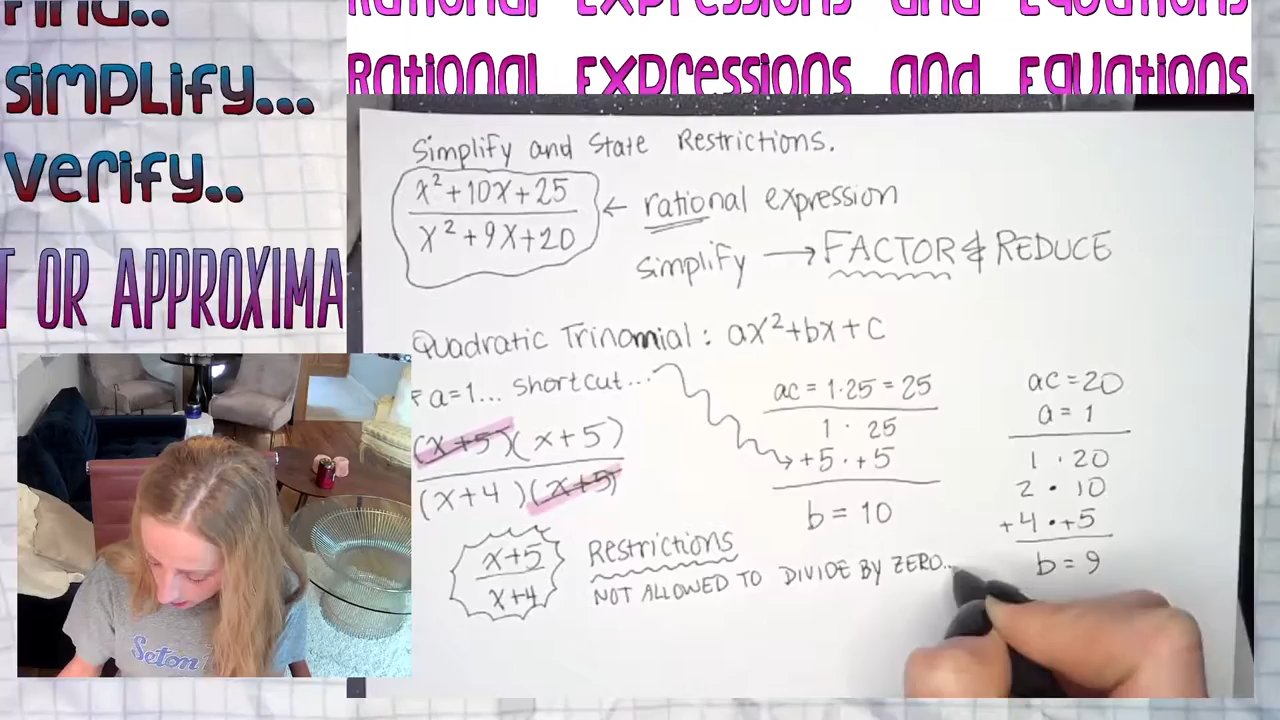 Find..
simplify...
verify..
T OR APPROXIMA
Rational Expressions and Equations
Rational Expressions and Equations
Simplify and State Restrictions.
x²+10x+25
x²+9x+20
← rational expression
simplify → FACTOR & REDUCE
Quadratic Trinomial: ax²+bx+c
F a=1... shortcut...
(x+5)(x+5)
(x+4)(x+5)
ac = 1·25 = 25
1 · 25
+5 · +5
b = 10
ac = 20
a = 1
1 · 20
2 · 10
+4 · +5
b = 9
x+5
x+4
Restrictions
NOT ALLOWED TO DIVIDE BY ZERO...
Seton